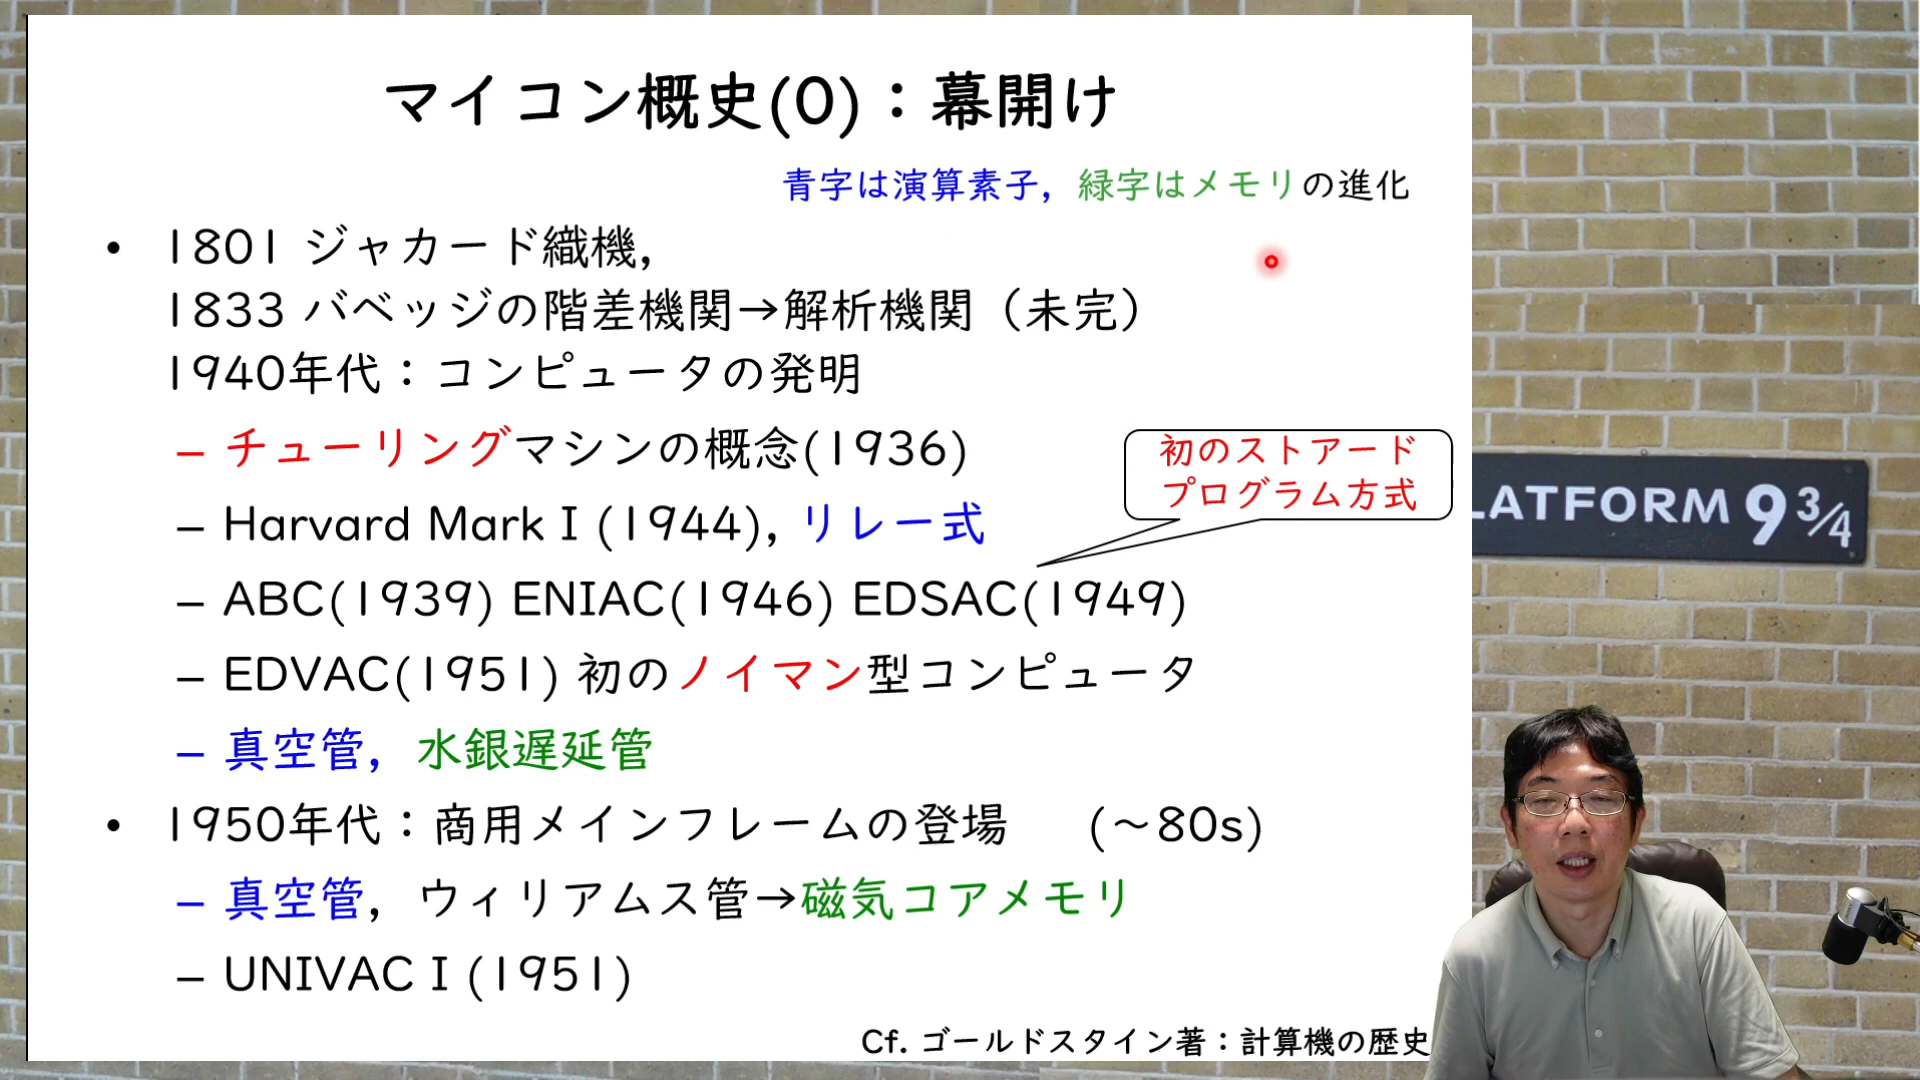 マイコン概史(0)：幕開け
青字は演算素子，緑字はメモリの進化
• 1801 ジャカード織機，
1833 バベッジの階差機関→解析機関（未完）
1940年代：コンピュータの発明
– チューリングマシンの概念(1936)
初のストアード
プログラム方式
– Harvard Mark I (1944), リレー式
– ABC(1939) ENIAC(1946) EDSAC(1949)
– EDVAC(1951) 初のノイマン型コンピュータ
– 真空管，水銀遅延管
• 1950年代：商用メインフレームの登場 (～80s)
– 真空管，ウィリアムス管→磁気コアメモリ
– UNIVAC I (1951)
Cf. ゴールドスタイン著：計算機の歴史
LATFORM 9 3/4